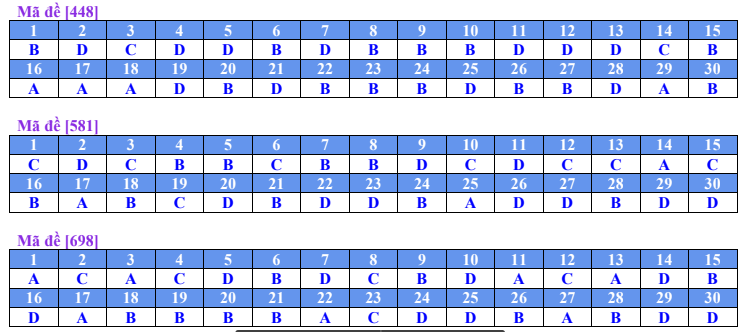 Mã đề [448]
1 2 3 4 5 6 7 8 9 10 11 12 13 14 15
B D C D D B D B B B D D D C B
16 17 18 19 20 21 22 23 24 25 26 27 28 29 30
A A A D B D B B B D B B D A B
Mã đề [581]
1 2 3 4 5 6 7 8 9 10 11 12 13 14 15
C D C B B C B B D C D C C A C
16 17 18 19 20 21 22 23 24 25 26 27 28 29 30
B A B C D B D D B A D D B D D
Mã đề [698]
1 2 3 4 5 6 7 8 9 10 11 12 13 14 15
A C A C D B D C B D A C A D B
16 17 18 19 20 21 22 23 24 25 26 27 28 29 30
D A B B B B A C D D B A B D D